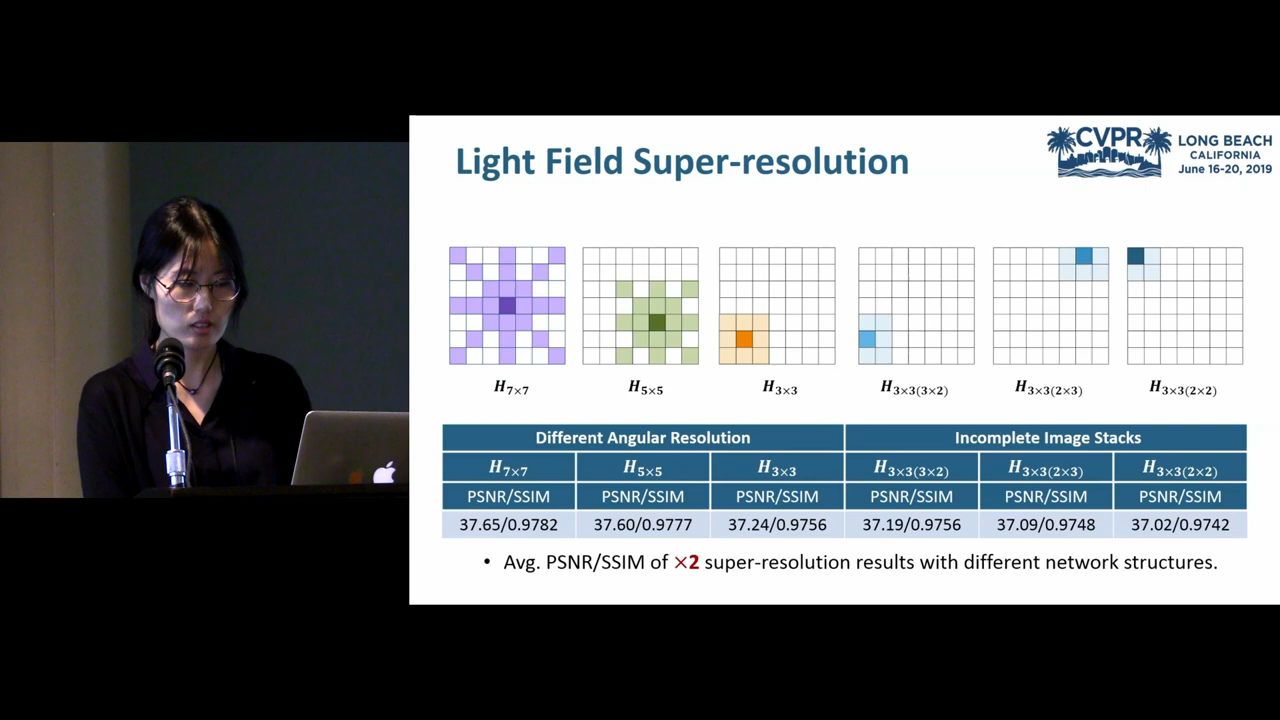 Light Field Super-resolution
CVPR
LONG BEACH
CALIFORNIA
June 16-20, 2019
H7×7
H5×5
H3×3
H3×3(3×2)
H3×3(2×3)
H3×3(2×2)
Different Angular Resolution
Incomplete Image Stacks
H7×7
H5×5
H3×3
H3×3(3×2)
H3×3(2×3)
H3×3(2×2)
PSNR/SSIM
PSNR/SSIM
PSNR/SSIM
PSNR/SSIM
PSNR/SSIM
PSNR/SSIM
37.65/0.9782
37.60/0.9777
37.24/0.9756
37.19/0.9756
37.09/0.9748
37.02/0.9742
• Avg. PSNR/SSIM of ×2 super-resolution results with different network structures.